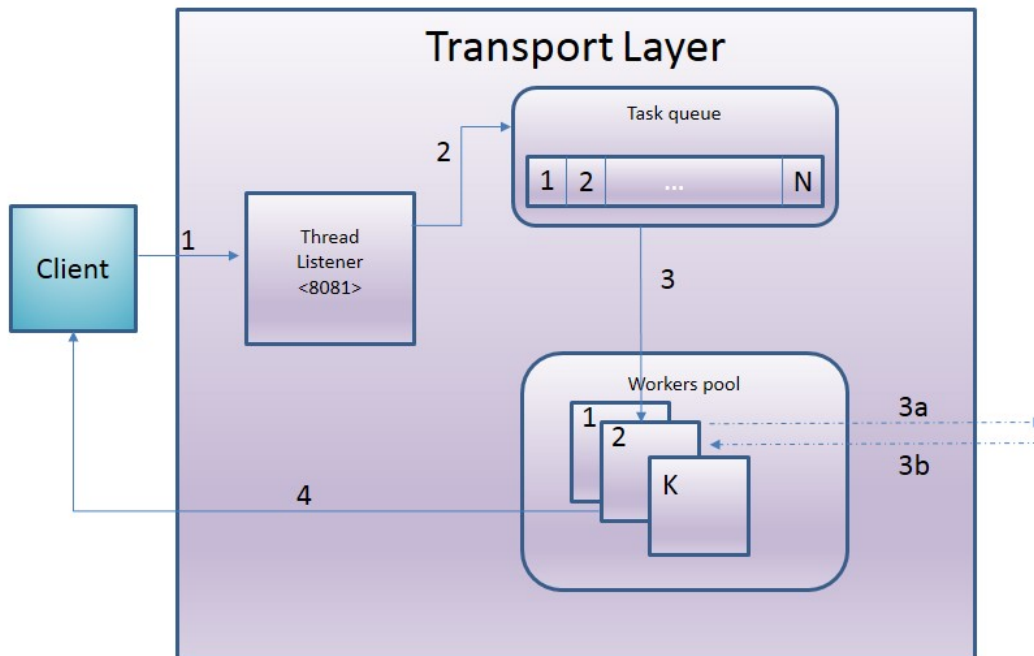 Transport Layer
Task queue
1 2 ... N
2
1
Thread
Listener
<8081>
Client
3
Workers pool
1
2
K
3a
3b
4